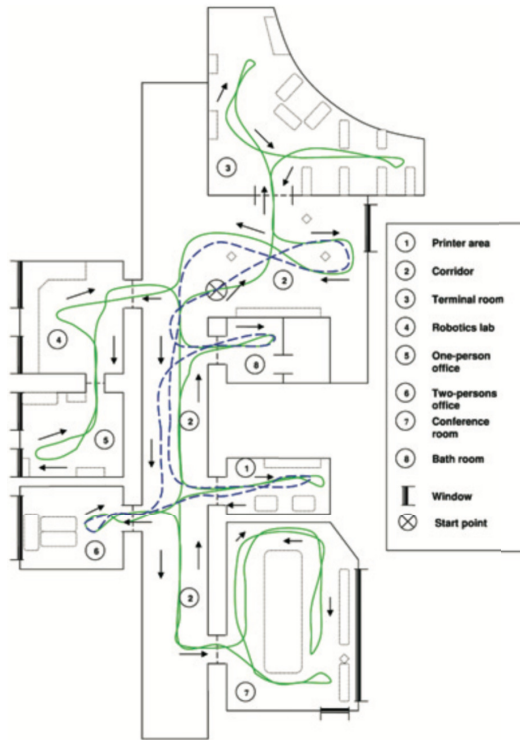 3
2
4
8
5
2
1
6
2
7
1 Printer area
2 Corridor
3 Terminal room
4 Robotics lab
5 One-person
office
6 Two-persons
office
7 Conference
room
8 Bath room
Window
Start point